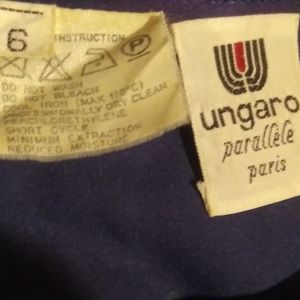 6
INSTRUCTION
P
DO NOT WASH
DO NOT BLEACH
COOL IRON (MAX 110°C)
PROFESSIONALLY DRY CLEAN
PERCHLORETHYLENE
SHORT CYCLE
MINIMUM EXTRACTION
REDUCED MOISTURE
ungaro
parallèle
paris